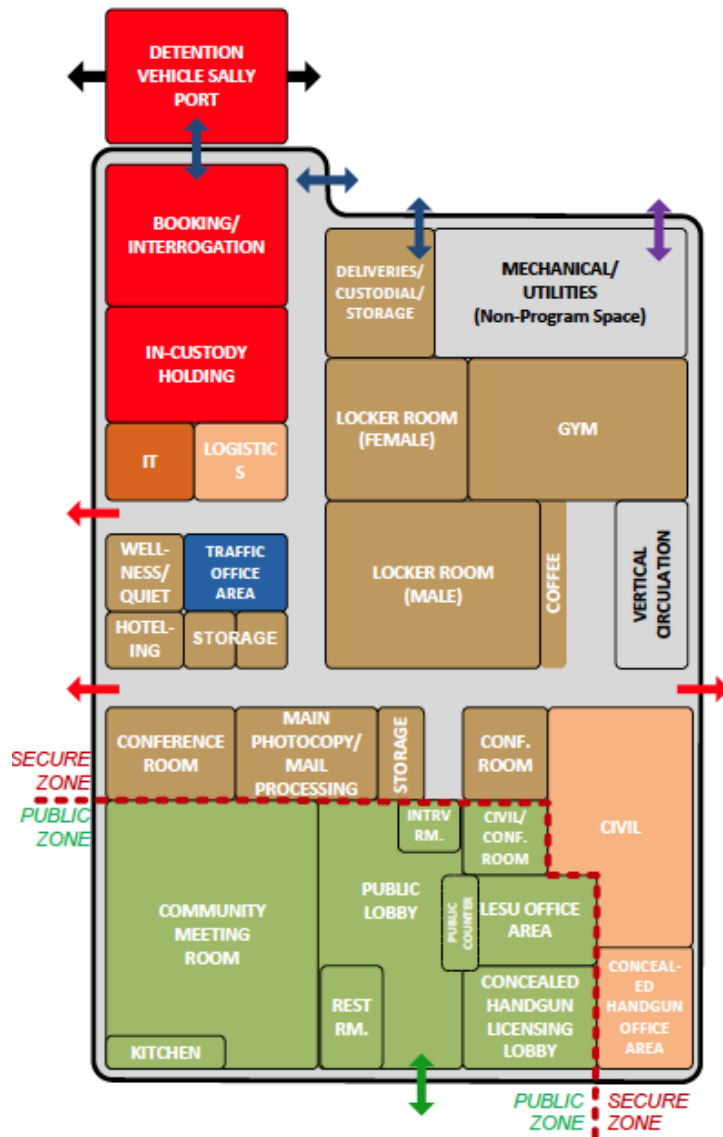 DETENTION
VEHICLE SALLY
PORT
BOOKING/
INTERROGATION
DELIVERIES/
CUSTODIAL/
STORAGE
MECHANICAL/
UTILITIES
(Non-Program Space)
IN-CUSTODY
HOLDING
LOCKER ROOM
(FEMALE)
GYM
IT
LOGISTIC
S
WELL-
NESS/
QUIET
TRAFFIC
OFFICE
AREA
LOCKER ROOM
(MALE)
COFFEE
VERTICAL
CIRCULATION
HOTEL-
ING
STORAGE
CONFERENCE
ROOM
MAIN
PHOTOCOPY/
MAIL
PROCESSING
STORAGE
CONF.
ROOM
CIVIL
SECURE
ZONE
PUBLIC
ZONE
INTRV
RM.
CIVIL/
CONF.
ROOM
COMMUNITY
MEETING
ROOM
PUBLIC
LOBBY
PUBLIC
COUNTER
LESU OFFICE
AREA
REST
RM.
CONCEALED
HANDGUN
LICENSING
LOBBY
CONCEAL-
ED
HANDGUN
OFFICE
AREA
KITCHEN
PUBLIC
ZONE
SECURE
ZONE